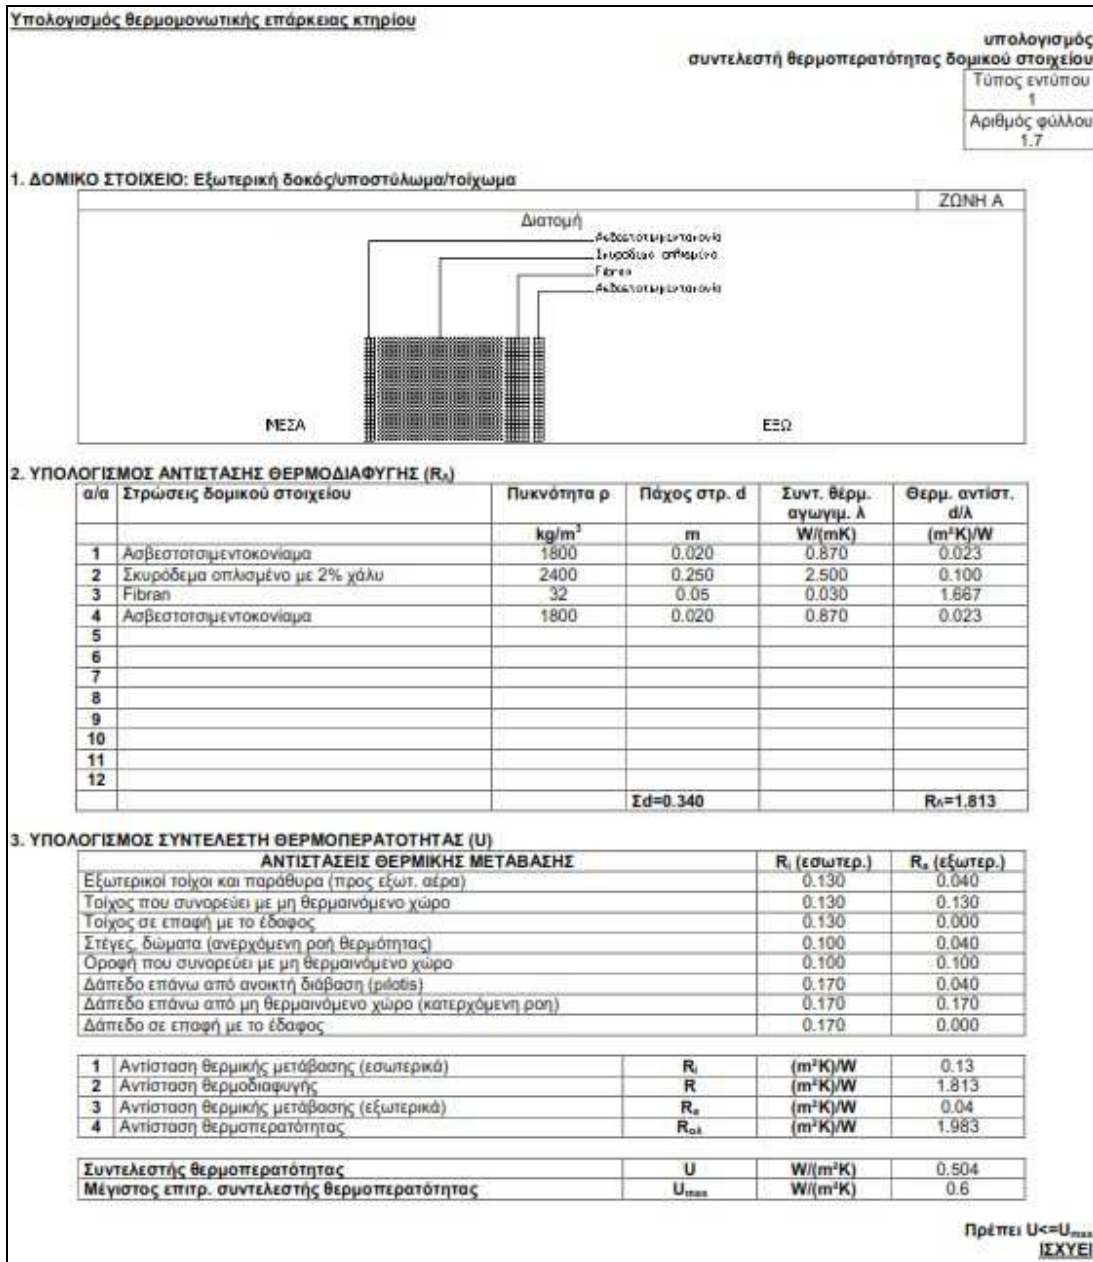 Υπολογισμός θερμομονωτικής επάρκειας κτηρίου
υπολογισμός
συντελεστή θερμοπερατότητας δομικού στοιχείου
Τύπος εντύπου
1
Αριθμός φύλλου
1.7
1. ΔΟΜΙΚΟ ΣΤΟΙΧΕΙΟ: Εξωτερική δοκός/υποστύλωμα/τοίχωμα
ΖΩΝΗ Α
Διατομή
Fibran
ΜΕΣΑ ΕΞΩ
2. ΥΠΟΛΟΓΙΣΜΟΣ ΑΝΤΙΣΤΑΣΗΣ ΘΕΡΜΟΔΙΑΦΥΓΗΣ (R_Λ)
α/α Στρώσεις δομικού στοιχείου Πυκνότητα ρ Πάχος στρ. d Συντ. θέρμ. αγωγιμ. λ Θερμ. αντίστ. d/λ
kg/m³ m W/(mK) (m²K)/W
1 Ασβεστοτσιμεντοκονίαμα 1800 0.020 0.870 0.023
2 Σκυρόδεμα οπλισμένο με 2% χάλυ 2400 0.250 2.500 0.100
3 Fibran 32 0.05 0.030 1.667
4 Ασβεστοτσιμεντοκονίαμα 1800 0.020 0.870 0.023
5
6
7
8
9
10
11
12
Σd=0.340 R_Λ=1.813
3. ΥΠΟΛΟΓΙΣΜΟΣ ΣΥΝΤΕΛΕΣΤΗ ΘΕΡΜΟΠΕΡΑΤΟΤΗΤΑΣ (U)
ΑΝΤΙΣΤΑΣΕΙΣ ΘΕΡΜΙΚΗΣ ΜΕΤΑΒΑΣΗΣ R_i (εσωτερ.) R_a (εξωτερ.)
Εξωτερικοί τοίχοι και παράθυρα (προς εξωτ. αέρα) 0.130 0.040
Τοίχος που συνορεύει με μη θερμαινόμενο χώρο 0.130 0.130
Τοίχος σε επαφή με το έδαφος 0.130 0.000
Στέγες, δώματα (ανερχόμενη ροή θερμότητας) 0.100 0.040
Οροφή που συνορεύει με μη θερμαινόμενο χώρο 0.100 0.100
Δάπεδο επάνω από ανοικτή διάβαση (pilotis) 0.170 0.040
Δάπεδο επάνω από μη θερμαινόμενο χώρο (κατερχόμενη ροη) 0.170 0.170
Δάπεδο σε επαφή με το έδαφος 0.170 0.000
1 Αντίσταση θερμικής μετάβασης (εσωτερικά) R_i (m²K)/W 0.13
2 Αντίσταση θερμοδιαφυγής R (m²K)/W 1.813
3 Αντίσταση θερμικής μετάβασης (εξωτερικά) R_a (m²K)/W 0.04
4 Αντίσταση θερμοπερατότητας R_ολ (m²K)/W 1.983
Συντελεστής θερμοπερατότητας U W/(m²K) 0.504
Μέγιστος επιτρ. συντελεστής θερμοπερατότητας U_max W/(m²K) 0.6
Πρέπει U<=U_max
ΙΣΧΥΕΙ